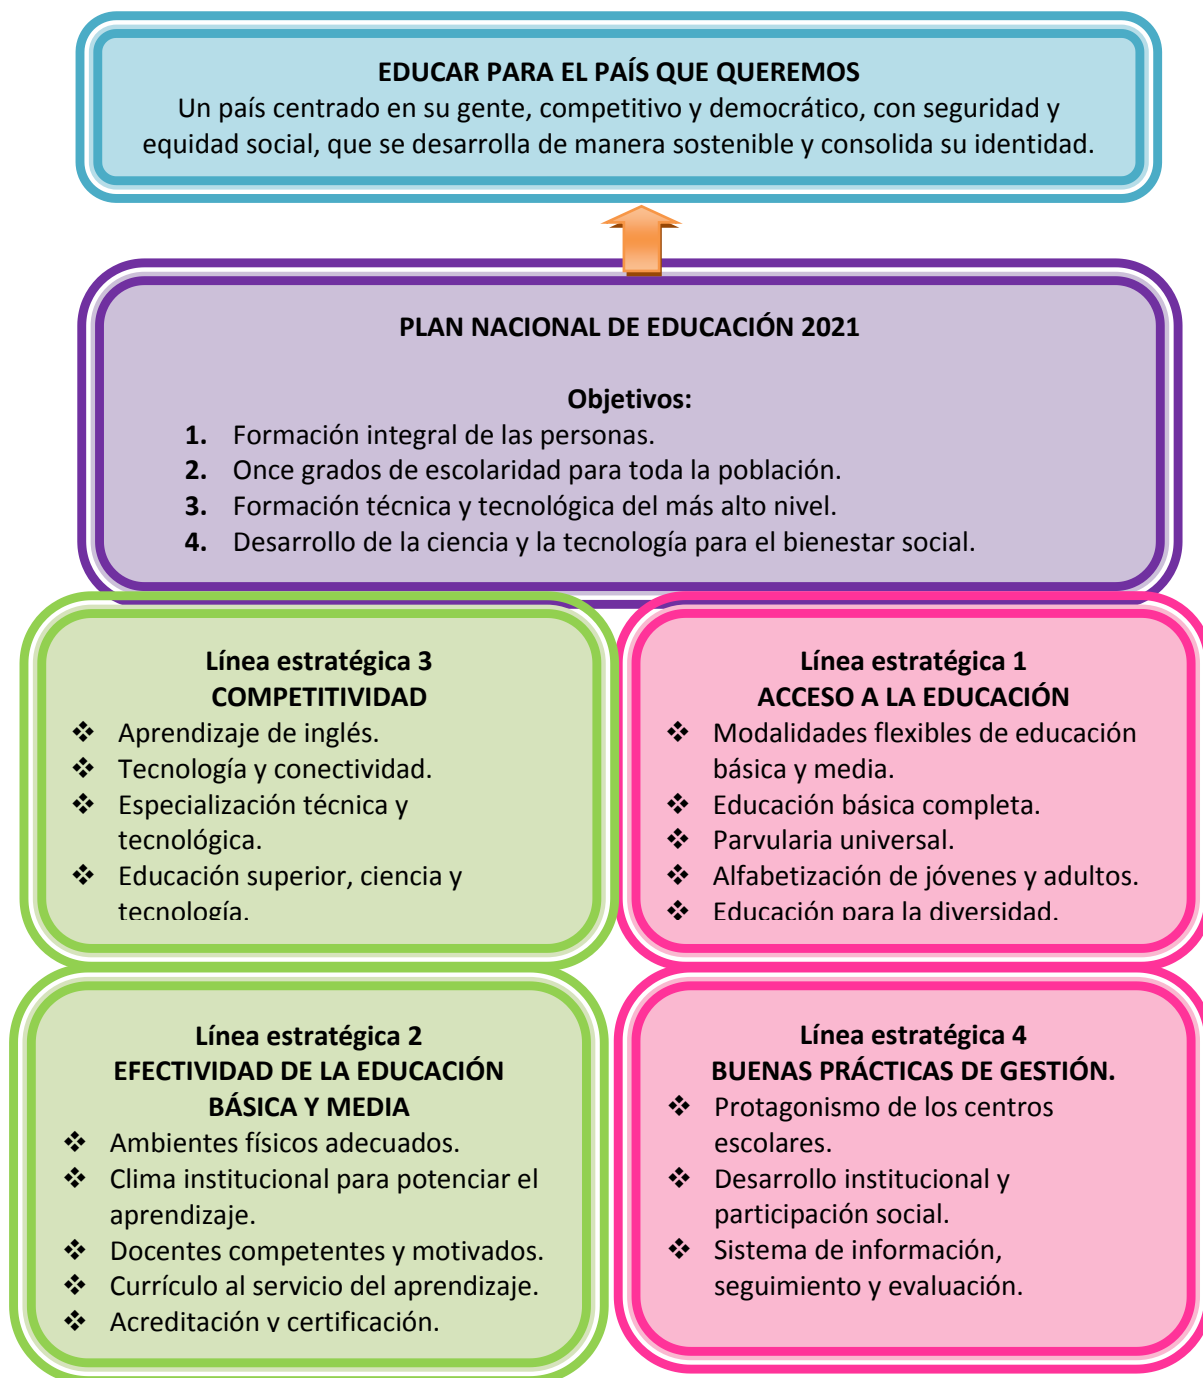 EDUCAR PARA EL PAÍS QUE QUEREMOS
Un país centrado en su gente, competitivo y democrático, con seguridad y
equidad social, que se desarrolla de manera sostenible y consolida su identidad.
PLAN NACIONAL DE EDUCACIÓN 2021
Objetivos:
1. Formación integral de las personas.
2. Once grados de escolaridad para toda la población.
3. Formación técnica y tecnológica del más alto nivel.
4. Desarrollo de la ciencia y la tecnología para el bienestar social.
Línea estratégica 3
COMPETITIVIDAD
❖ Aprendizaje de inglés.
❖ Tecnología y conectividad.
❖ Especialización técnica y
tecnológica.
❖ Educación superior, ciencia y
tecnología.
Línea estratégica 1
ACCESO A LA EDUCACIÓN
❖ Modalidades flexibles de educación
básica y media.
❖ Educación básica completa.
❖ Parvularia universal.
❖ Alfabetización de jóvenes y adultos.
❖ Educación para la diversidad.
Línea estratégica 2
EFECTIVIDAD DE LA EDUCACIÓN
BÁSICA Y MEDIA
❖ Ambientes físicos adecuados.
❖ Clima institucional para potenciar el
aprendizaje.
❖ Docentes competentes y motivados.
❖ Currículo al servicio del aprendizaje.
❖ Acreditación y certificación.
Línea estratégica 4
BUENAS PRÁCTICAS DE GESTIÓN.
❖ Protagonismo de los centros
escolares.
❖ Desarrollo institucional y
participación social.
❖ Sistema de información,
seguimiento y evaluación.